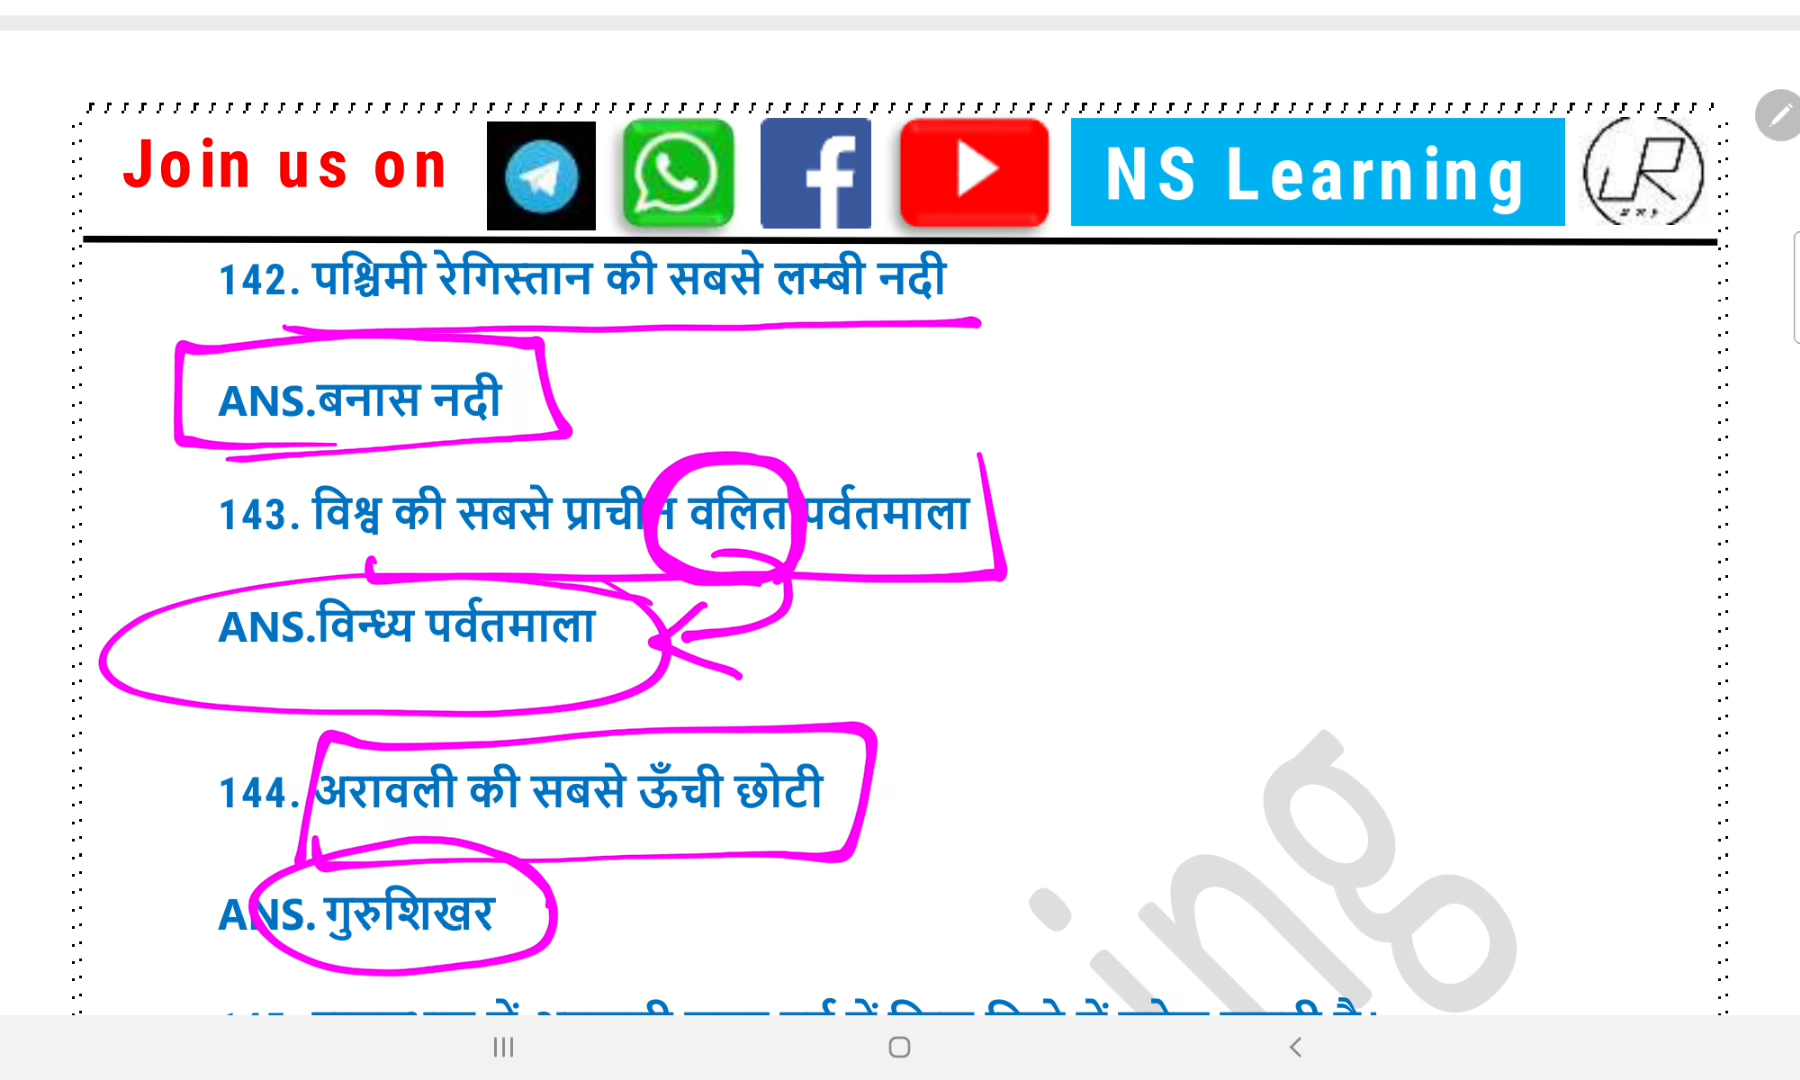 Join us on
NS Learning
142. पश्चिमी रेगिस्तान की सबसे लम्बी नदी
ANS.बनास नदी
143. विश्व की सबसे प्राचीन वलित पर्वतमाला
ANS.विन्ध्य पर्वतमाला
144. अरावली की सबसे ऊँची छोटी
ANS. गुरुशिखर
ing